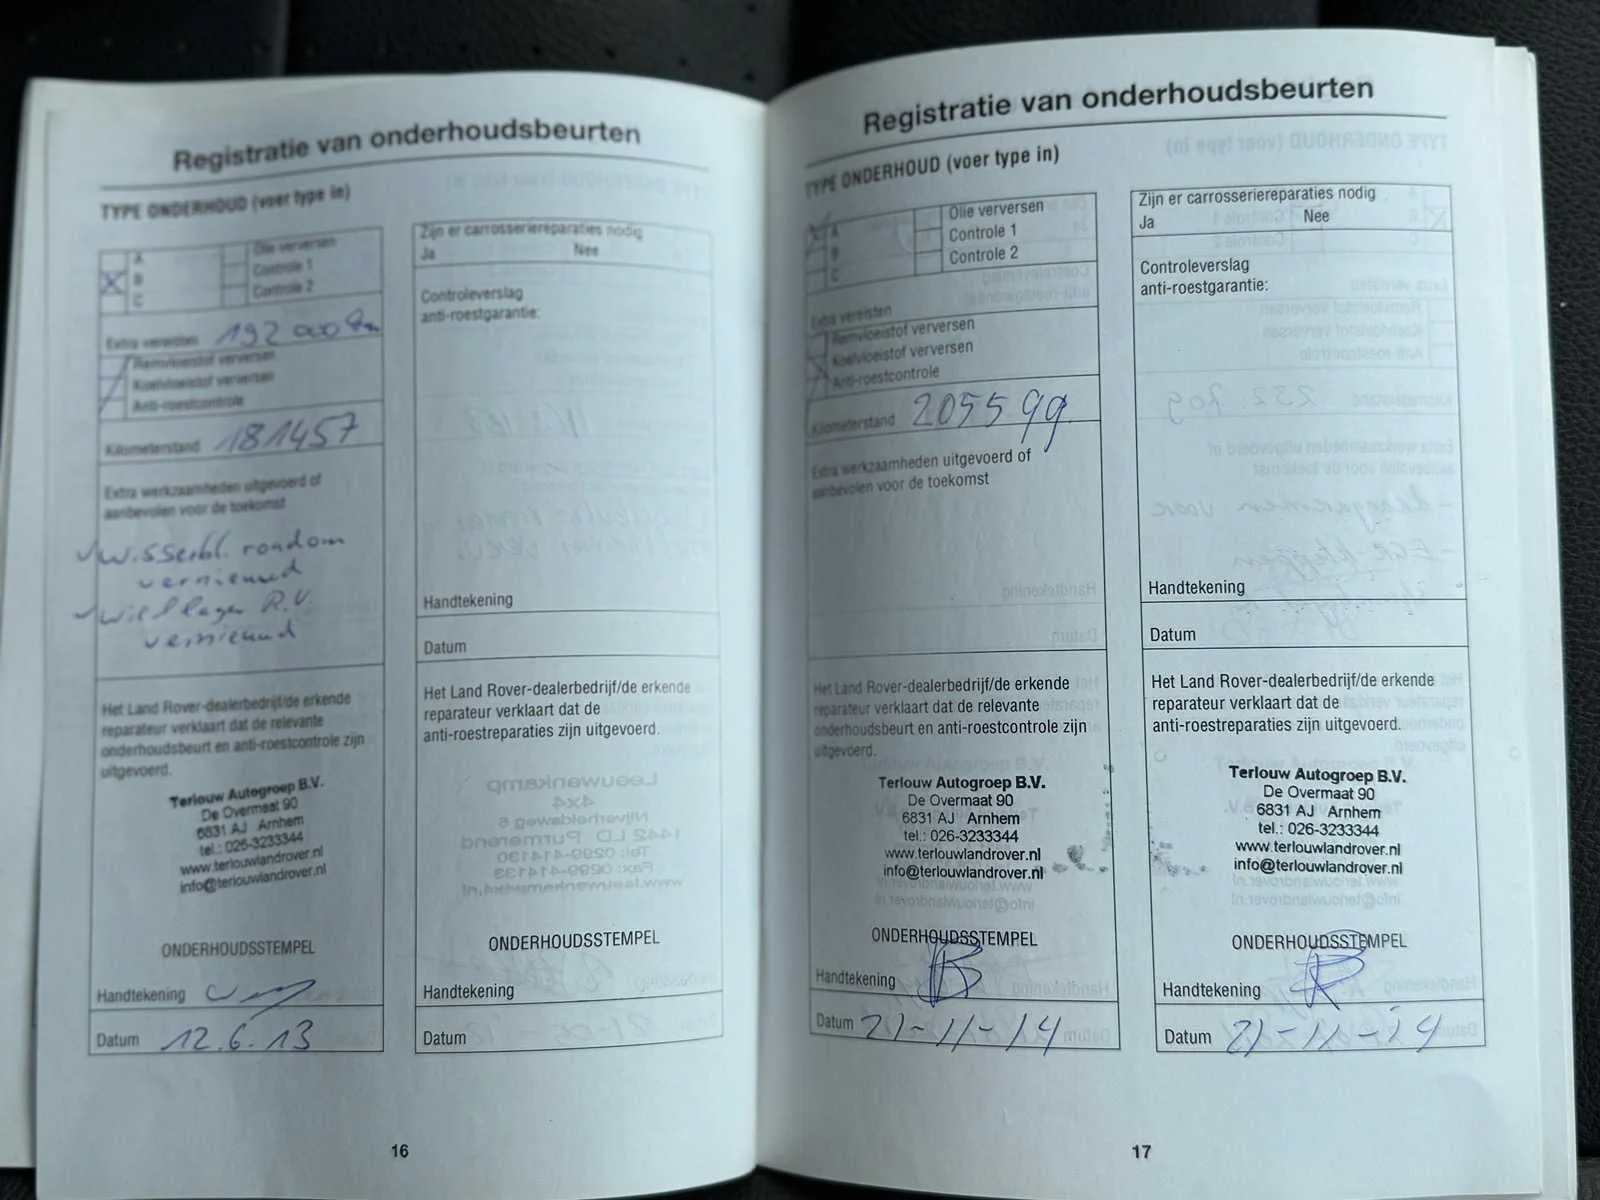 Registratie van onderhoudsbeurten
TYPE ONDERHOUD (voer type in)
A
B
C
Olie verversen
Controle 1
Controle 2
Extra vereisten 192 000 km
Remvloeistof verversen
Koelvloeistof verversen
Anti-roestcontrole
Kilometerstand 181457
Extra werkzaamheden uitgevoerd of
aanbevolen voor de toekomst
wisserbl. rondom
vernieuwd
wiellager R.V.
vernieuwd
Het Land Rover-dealerbedrijf/de erkende
reparateur verklaart dat de relevante
onderhoudsbeurt en anti-roestcontrole zijn
uitgevoerd.
Terlouw Autogroep B.V.
De Overmaat 90
6831 AJ Arnhem
tel.: 026-3233344
www.terlouwlandrover.nl
info@terlouwlandrover.nl
ONDERHOUDSSTEMPEL
Handtekening
Datum 12.6.13
Zijn er carrosseriereparaties nodig
Ja Nee
Controleverslag
anti-roestgarantie:
Handtekening
Datum
Het Land Rover-dealerbedrijf/de erkende
reparateur verklaart dat de
anti-roestreparaties zijn uitgevoerd.
ONDERHOUDSSTEMPEL
Handtekening
Datum
16
Registratie van onderhoudsbeurten
TYPE ONDERHOUD (voer type in)
A
B
C
Olie verversen
Controle 1
Controle 2
Extra vereisten
Remvloeistof verversen
Koelvloeistof verversen
Anti-roestcontrole
Kilometerstand 205599
Extra werkzaamheden uitgevoerd of
aanbevolen voor de toekomst
Het Land Rover-dealerbedrijf/de erkende
reparateur verklaart dat de relevante
onderhoudsbeurt en anti-roestcontrole zijn
uitgevoerd.
Terlouw Autogroep B.V.
De Overmaat 90
6831 AJ Arnhem
tel.: 026-3233344
www.terlouwlandrover.nl
info@terlouwlandrover.nl
ONDERHOUDSSTEMPEL
Handtekening
Datum 21-11-14
Zijn er carrosseriereparaties nodig
Ja Nee
Controleverslag
anti-roestgarantie:
Handtekening
Datum
Het Land Rover-dealerbedrijf/de erkende
reparateur verklaart dat de
anti-roestreparaties zijn uitgevoerd.
Terlouw Autogroep B.V.
De Overmaat 90
6831 AJ Arnhem
tel.: 026-3233344
www.terlouwlandrover.nl
info@terlouwlandrover.nl
ONDERHOUDSSTEMPEL
Handtekening
Datum 21-11-14
17